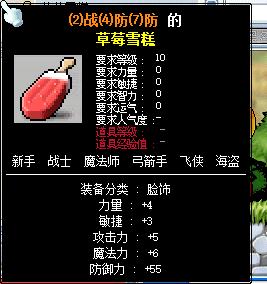 ⑵战⑷防⑺防 的
草莓雪糕
要求等级： 10
要求力量： 0
要求敏捷： 0
要求智力： 0
要求运气： 0
要求人气度： -
道具等级： -
道具经验值： -
新手 战士 魔法师 弓箭手 飞侠 海盗
装备分类 : 脸饰
力量 : +4
敏捷 : +3
攻击力 : +5
魔法力 : +6
防御力 : +55